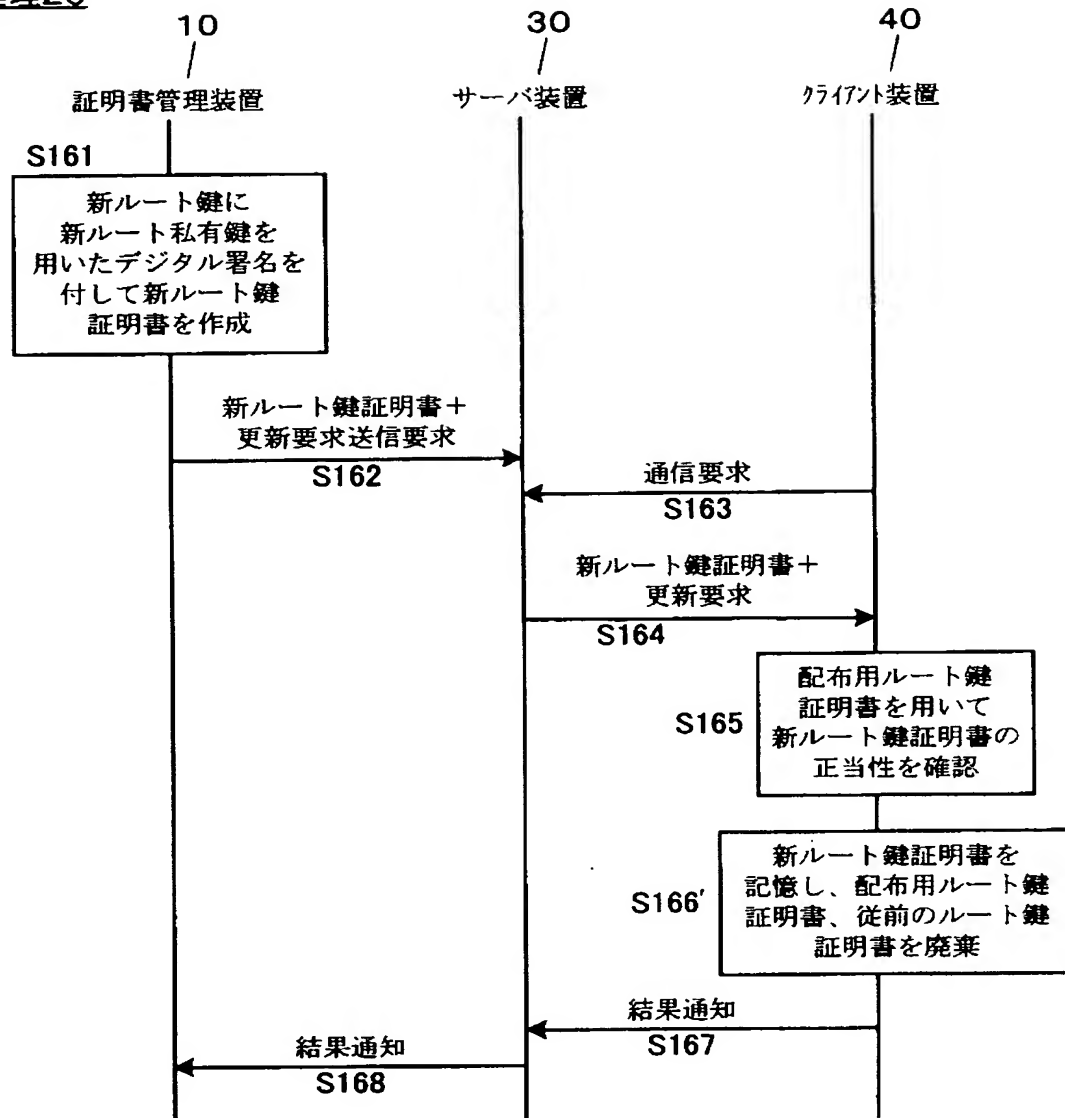 10
30
40
証明書管理装置
サーバ装置
クライアント装置
S161
新ルート鍵に
新ルート私有鍵を
用いたデジタル署名を
付して新ルート鍵
証明書を作成
新ルート鍵証明書＋
更新要求送信要求
S162
通信要求
S163
新ルート鍵証明書＋
更新要求
S164
S165
配布用ルート鍵
証明書を用いて
新ルート鍵証明書の
正当性を確認
S166'
新ルート鍵証明書を
記憶し、配布用ルート鍵
証明書、従前のルート鍵
証明書を廃棄
結果通知
S167
結果通知
S168